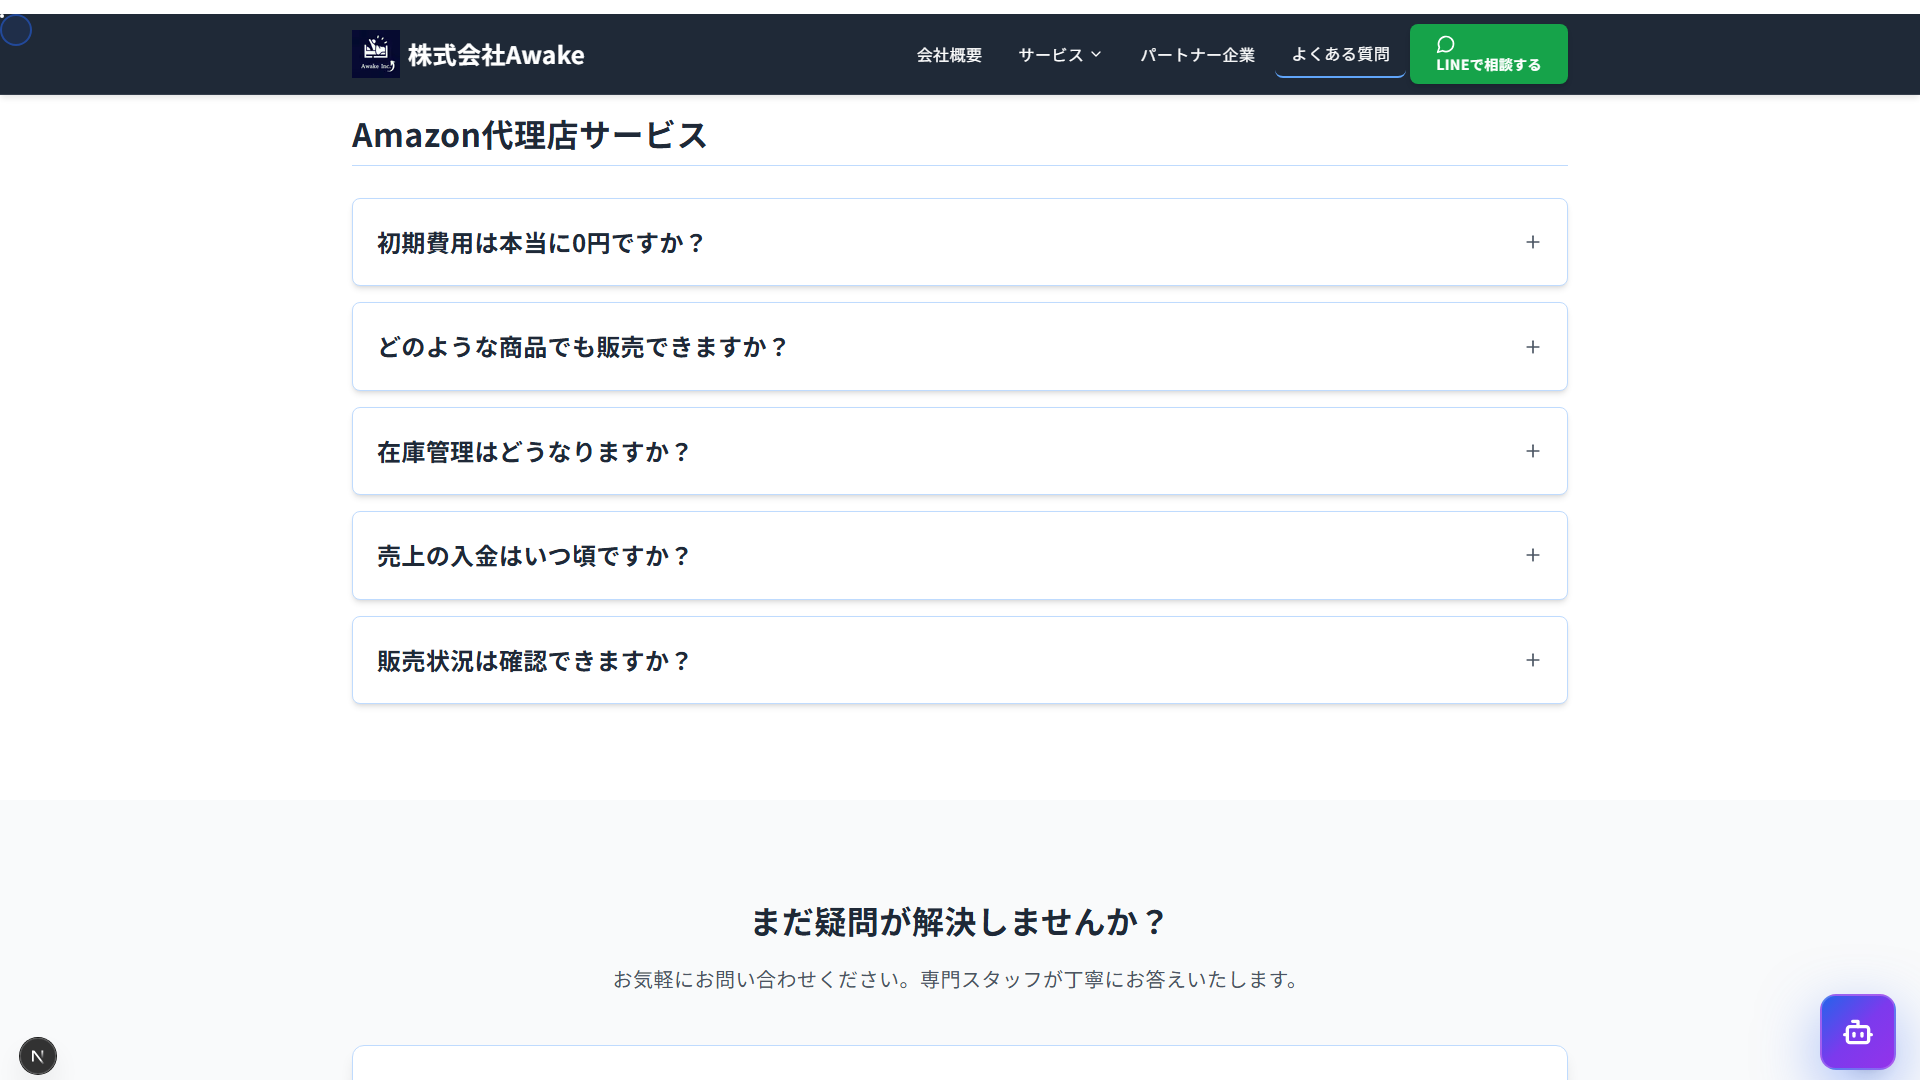 Awake Inc.
株式会社Awake
会社概要
サービス
パートナー企業
よくある質問
LINEで相談する
Amazon代理店サービス
初期費用は本当に0円ですか？
どのような商品でも販売できますか？
在庫管理はどうなりますか？
売上の入金はいつ頃ですか？
販売状況は確認できますか？
まだ疑問が解決しませんか？
お気軽にお問い合わせください。専門スタッフが丁寧にお答えいたします。
N